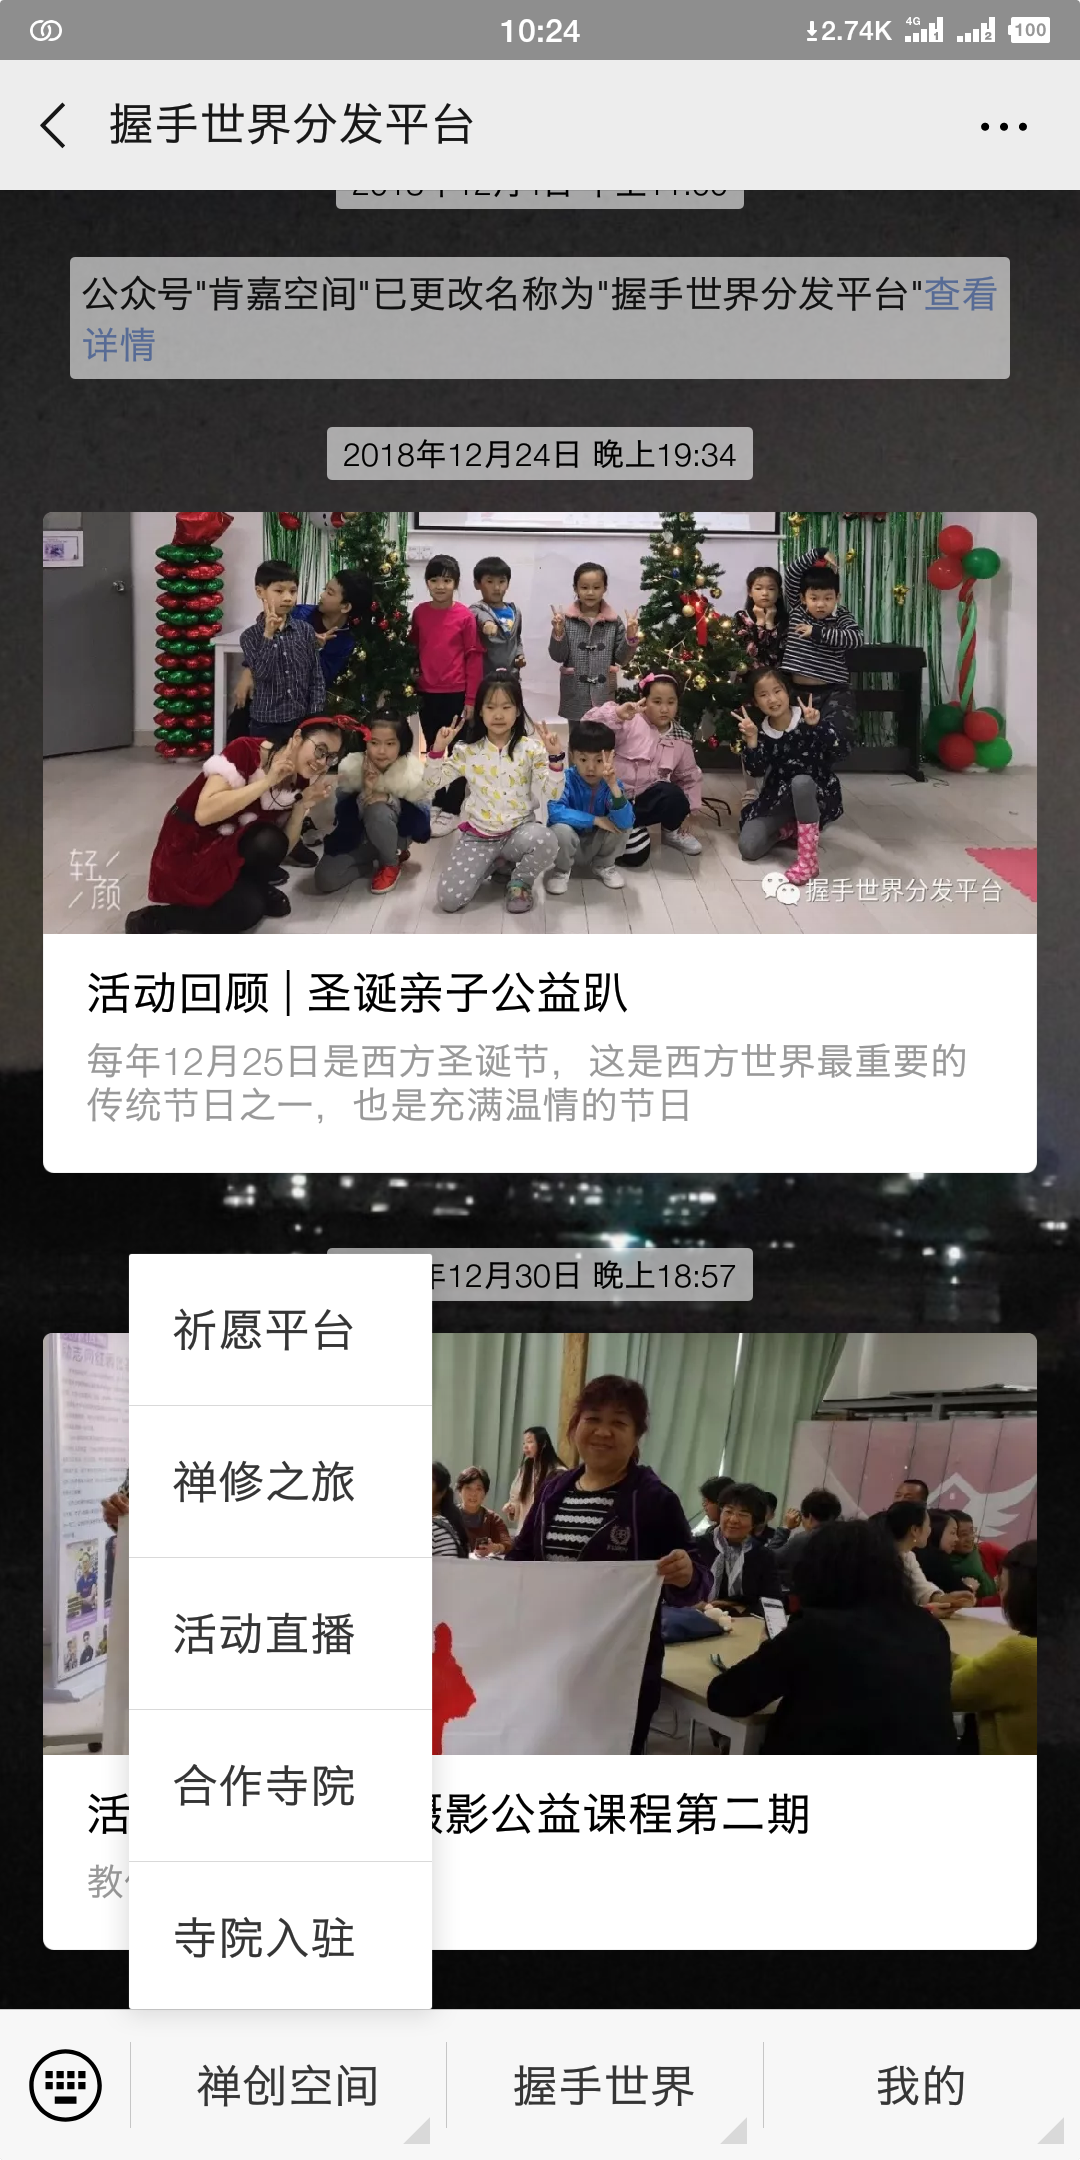 10:24
2.74K
4G
1
2
100
握手世界分发平台
公众号"肯嘉空间"已更改名称为"握手世界分发平台"查看
详情
2018年12月24日 晚上19:34
轻
颜
握手世界分发平台
活动回顾 | 圣诞亲子公益趴
每年12月25日是西方圣诞节，这是西方世界最重要的
传统节日之一，也是充满温情的节日
年12月30日 晚上18:57
祈愿平台
禅修之旅
活动直播
合作寺院
寺院入驻
活
摄影公益课程第二期
教
禅创空间
握手世界
我的